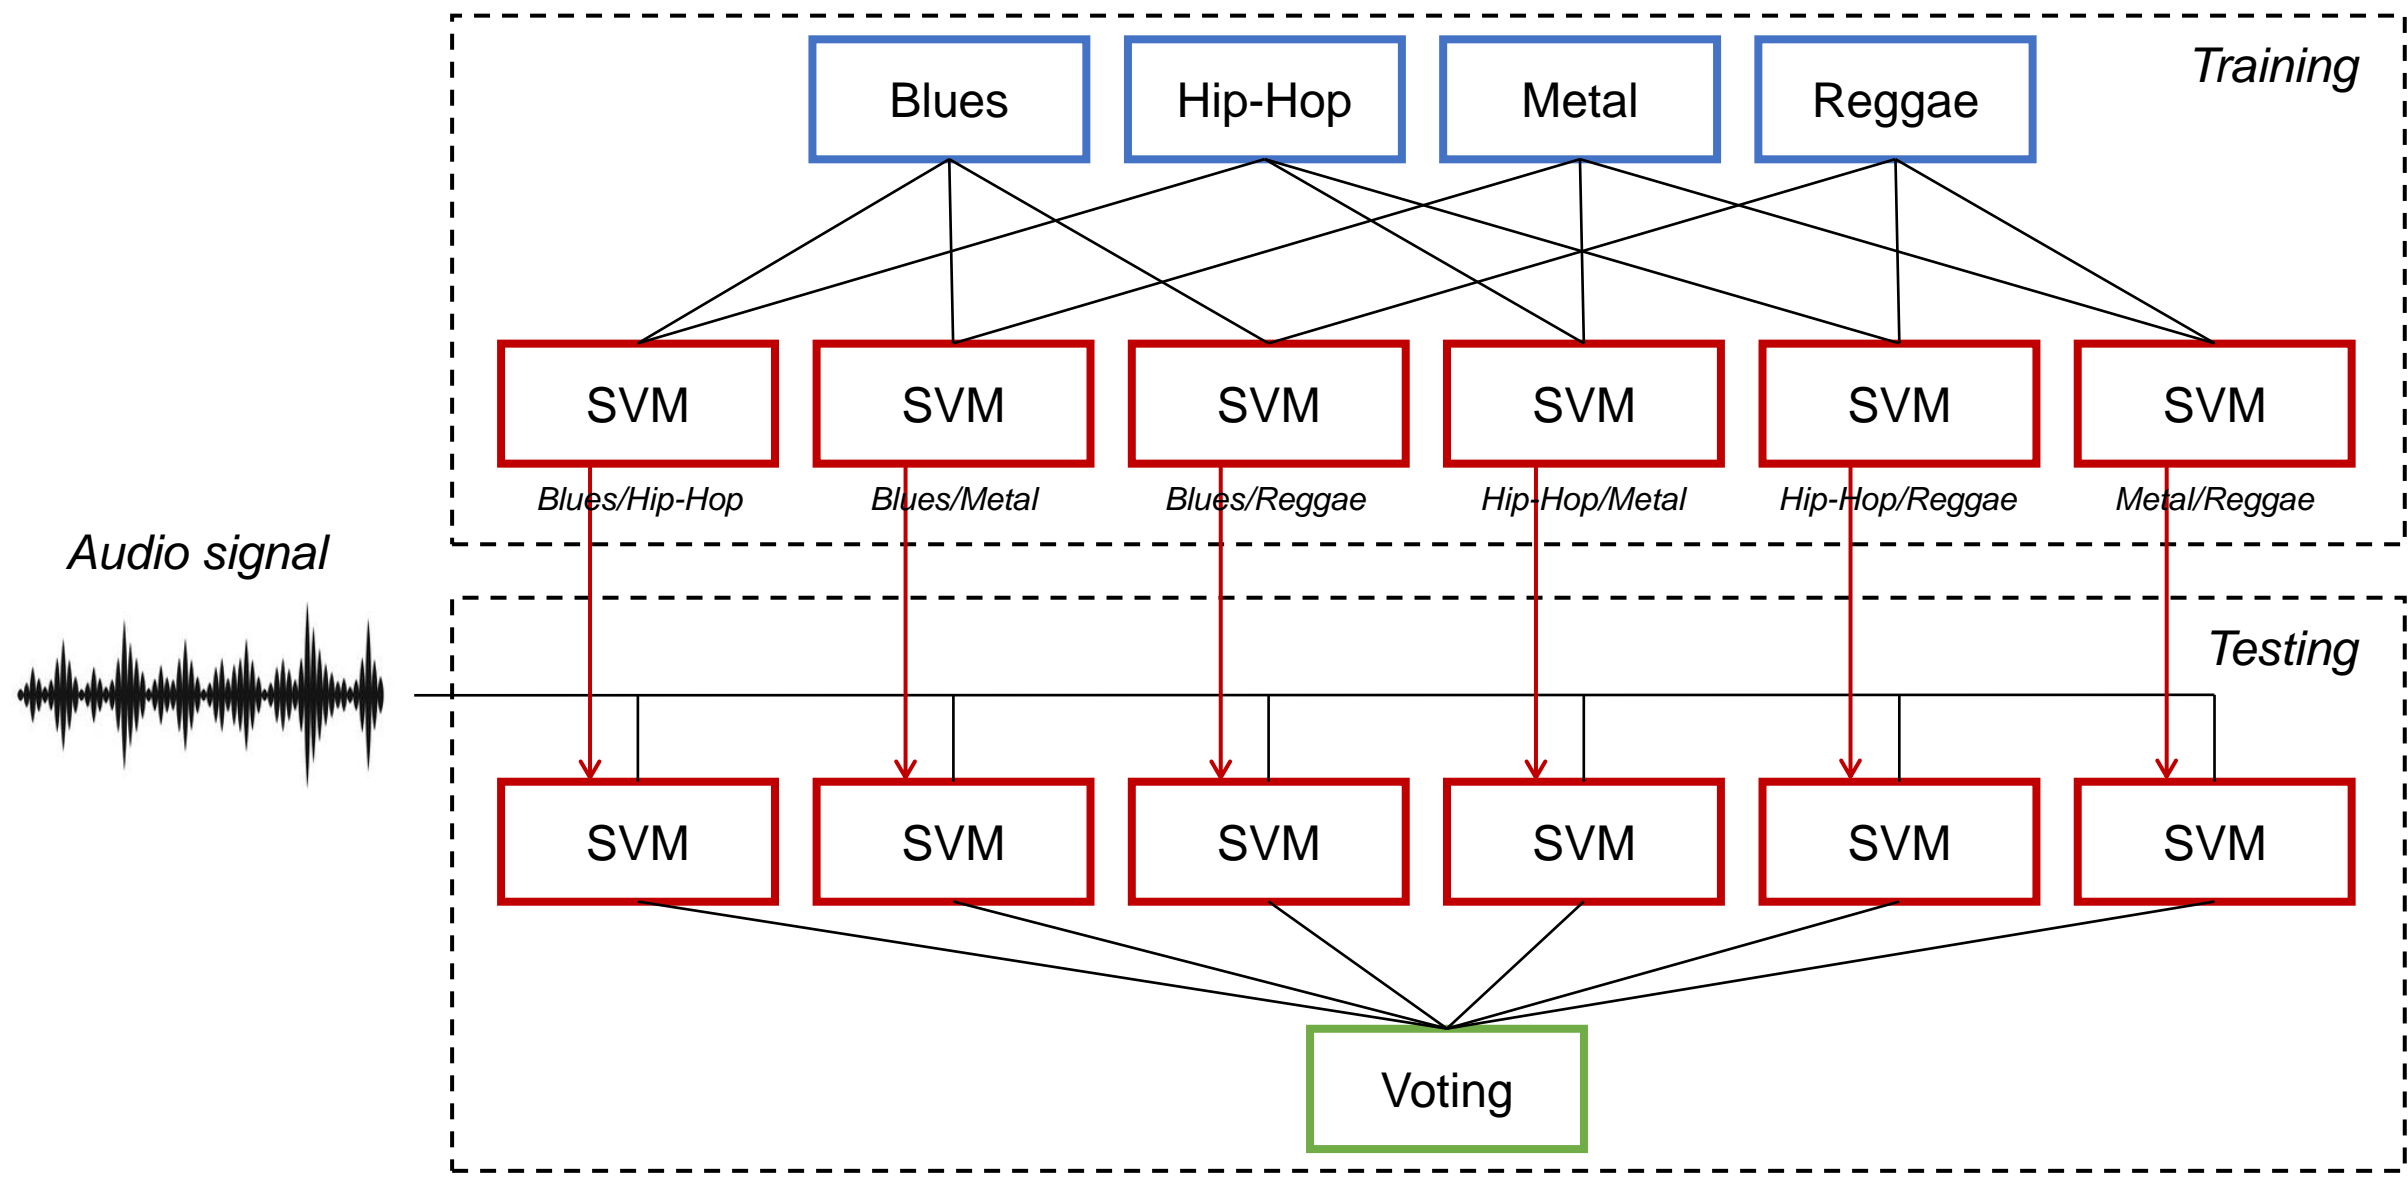 Training
Blues
Hip-Hop
Metal
Reggae
SVM
SVM
SVM
SVM
SVM
SVM
Blues/Hip-Hop
Blues/Metal
Blues/Reggae
Hip-Hop/Metal
Hip-Hop/Reggae
Metal/Reggae
Audio signal
Testing
SVM
SVM
SVM
SVM
SVM
SVM
Voting